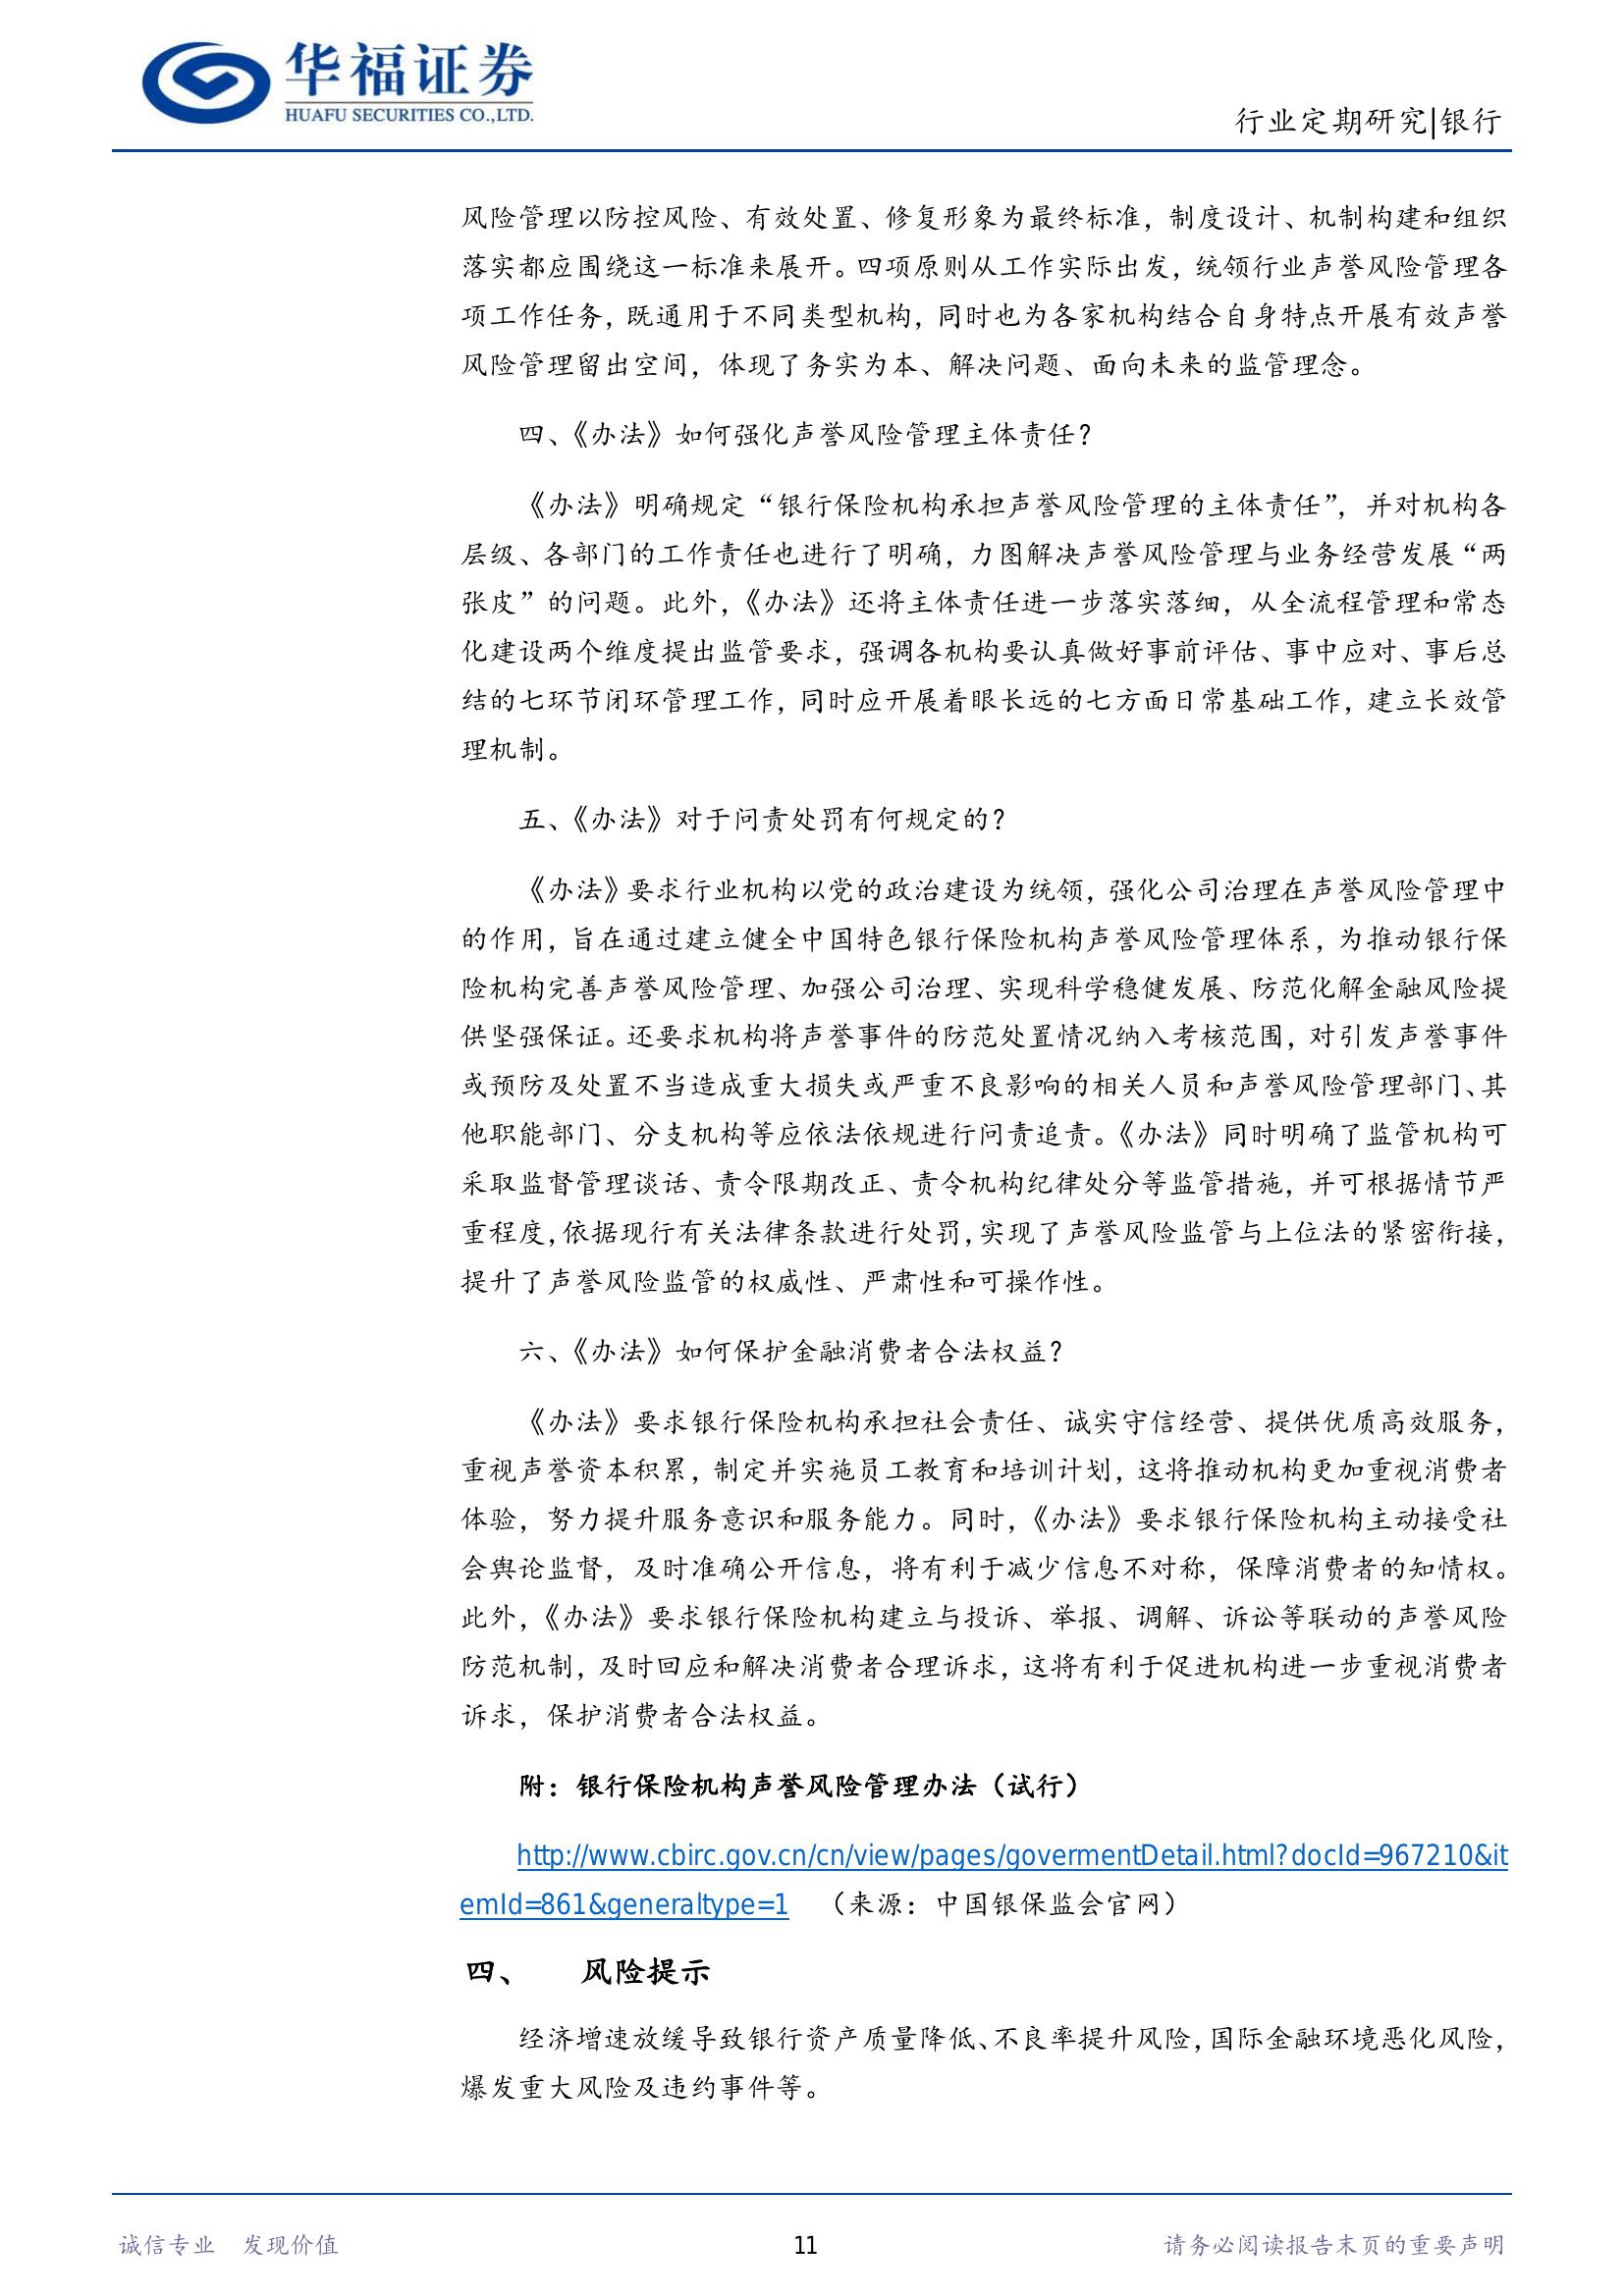 华福证券
HUAFU SECURITIES CO.,LTD.
行业定期研究|银行
风险管理以防控风险、有效处置、修复形象为最终标准，制度设计、机制构建和组织
落实都应围绕这一标准来展开。四项原则从工作实际出发，统领行业声誉风险管理各
项工作任务，既通用于不同类型机构，同时也为各家机构结合自身特点开展有效声誉
风险管理留出空间，体现了务实为本、解决问题、面向未来的监管理念。
四、《办法》如何强化声誉风险管理主体责任？
《办法》明确规定“银行保险机构承担声誉风险管理的主体责任”，并对机构各
层级、各部门的工作责任也进行了明确，力图解决声誉风险管理与业务经营发展“两
张皮”的问题。此外，《办法》还将主体责任进一步落实落细，从全流程管理和常态
化建设两个维度提出监管要求，强调各机构要认真做好事前评估、事中应对、事后总
结的七环节闭环管理工作，同时应开展着眼长远的七方面日常基础工作，建立长效管
理机制。
五、《办法》对于问责处罚有何规定的？
《办法》要求行业机构以党的政治建设为统领，强化公司治理在声誉风险管理中
的作用，旨在通过建立健全中国特色银行保险机构声誉风险管理体系，为推动银行保
险机构完善声誉风险管理、加强公司治理、实现科学稳健发展、防范化解金融风险提
供坚强保证。还要求机构将声誉事件的防范处置情况纳入考核范围，对引发声誉事件
或预防及处置不当造成重大损失或严重不良影响的相关人员和声誉风险管理部门、其
他职能部门、分支机构等应依法依规进行问责追责。《办法》同时明确了监管机构可
采取监督管理谈话、责令限期改正、责令机构纪律处分等监管措施，并可根据情节严
重程度，依据现行有关法律条款进行处罚，实现了声誉风险监管与上位法的紧密衔接，
提升了声誉风险监管的权威性、严肃性和可操作性。
六、《办法》如何保护金融消费者合法权益？
《办法》要求银行保险机构承担社会责任、诚实守信经营、提供优质高效服务，
重视声誉资本积累，制定并实施员工教育和培训计划，这将推动机构更加重视消费者
体验，努力提升服务意识和服务能力。同时，《办法》要求银行保险机构主动接受社
会舆论监督，及时准确公开信息，将有利于减少信息不对称，保障消费者的知情权。
此外，《办法》要求银行保险机构建立与投诉、举报、调解、诉讼等联动的声誉风险
防范机制，及时回应和解决消费者合理诉求，这将有利于促进机构进一步重视消费者
诉求，保护消费者合法权益。
附：银行保险机构声誉风险管理办法（试行）
http://www.cbirc.gov.cn/cn/view/pages/govermentDetail.html?docId=967210&it
emId=861&generaltype=1 （来源：中国银保监会官网）
四、 风险提示
经济增速放缓导致银行资产质量降低、不良率提升风险，国际金融环境恶化风险，
爆发重大风险及违约事件等。
诚信专业 发现价值 11 请务必阅读报告末页的重要声明